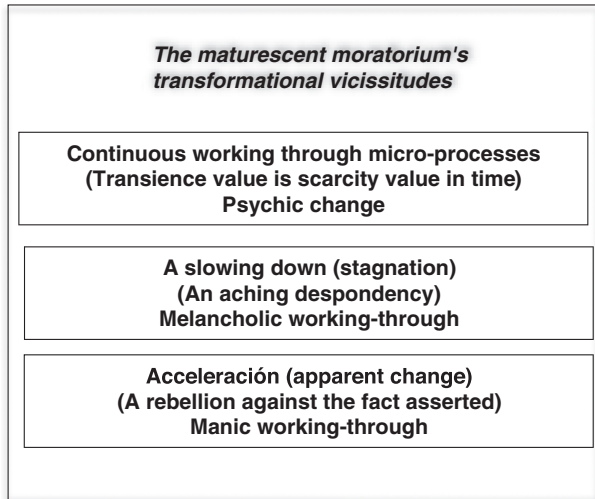 The maturescent moratorium's
transformational vicissitudes
Continuous working through micro-processes
(Transience value is scarcity value in time)
Psychic change
A slowing down (stagnation)
(An aching despondency)
Melancholic working-through
Acceleración (apparent change)
(A rebellion against the fact asserted)
Manic working-through